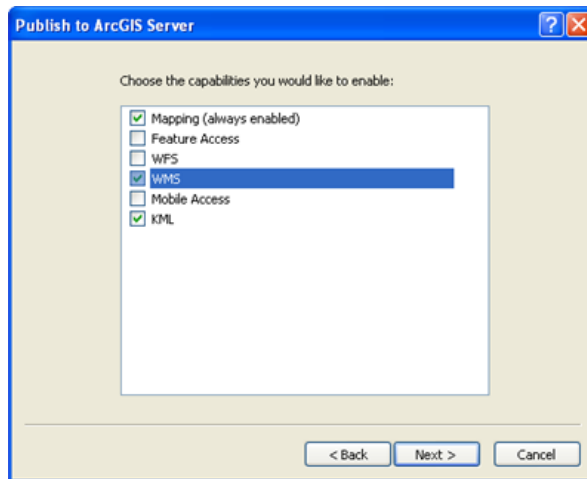 Publish to ArcGIS Server
Choose the capabilities you would like to enable:
Mapping (always enabled)
Feature Access
WFS
WMS
Mobile Access
KML
< Back
Next >
Cancel